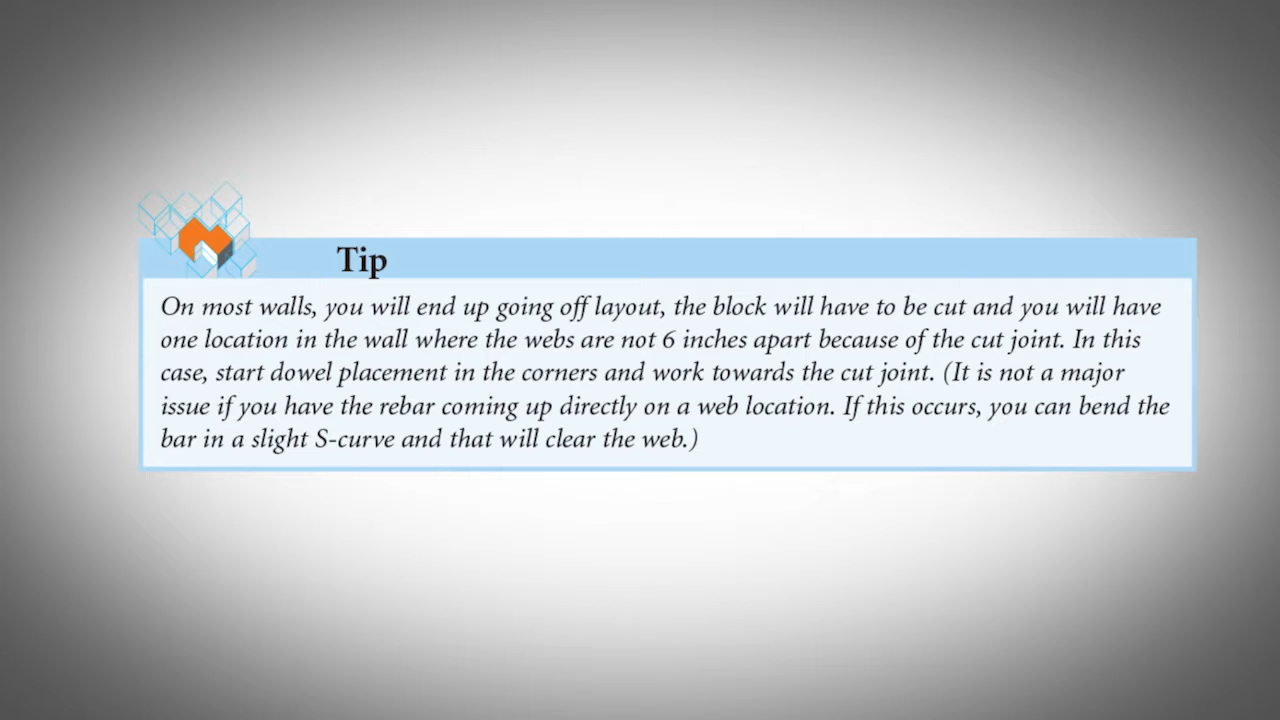 Tip
On most walls, you will end up going off layout, the block will have to be cut and you will have
one location in the wall where the webs are not 6 inches apart because of the cut joint. In this
case, start dowel placement in the corners and work towards the cut joint. (It is not a major
issue if you have the rebar coming up directly on a web location. If this occurs, you can bend the
bar in a slight S-curve and that will clear the web.)